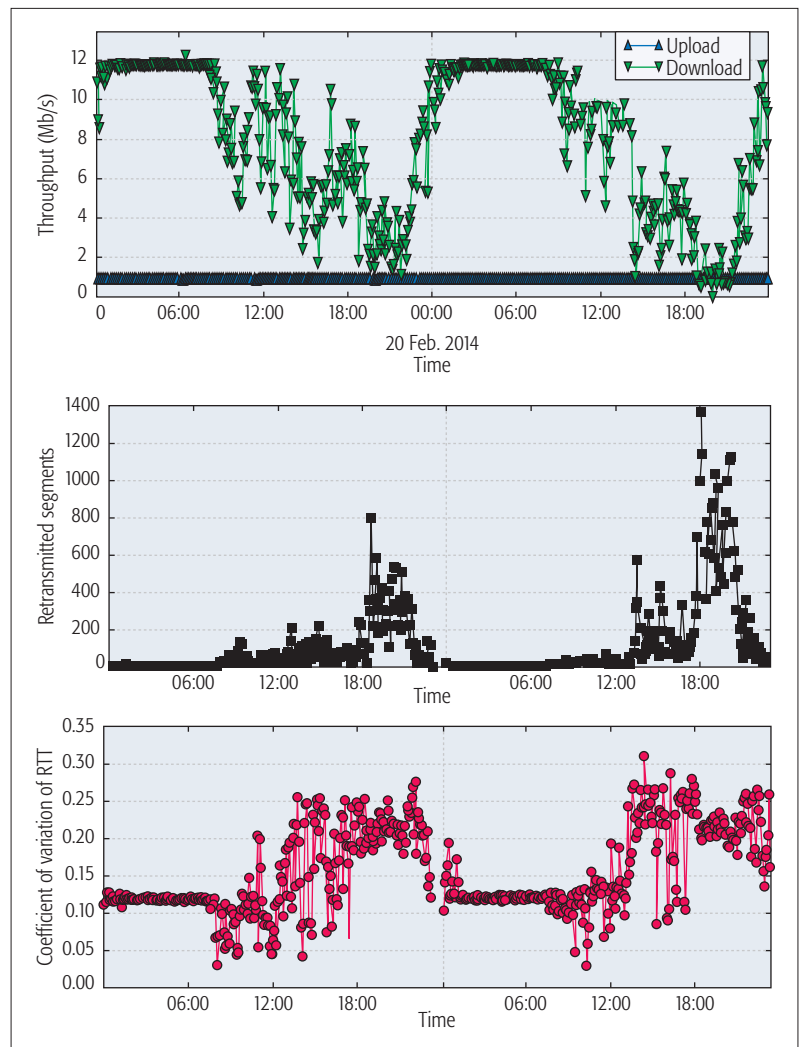 Throughput (Mb/s)
12
10
8
6
4
2
0
Upload
Download
0 06:00 12:00 18:00 00:00 06:00 12:00 18:00
20 Feb. 2014
Time
Retransmitted segments
1400
1200
1000
800
600
400
200
0
06:00 12:00 18:00 06:00 12:00 18:00
Time
Coefficient of variation of RTT
0.35
0.30
0.25
0.20
0.15
0.10
0.05
0.00
06:00 12:00 18:00 06:00 12:00 18:00
Time